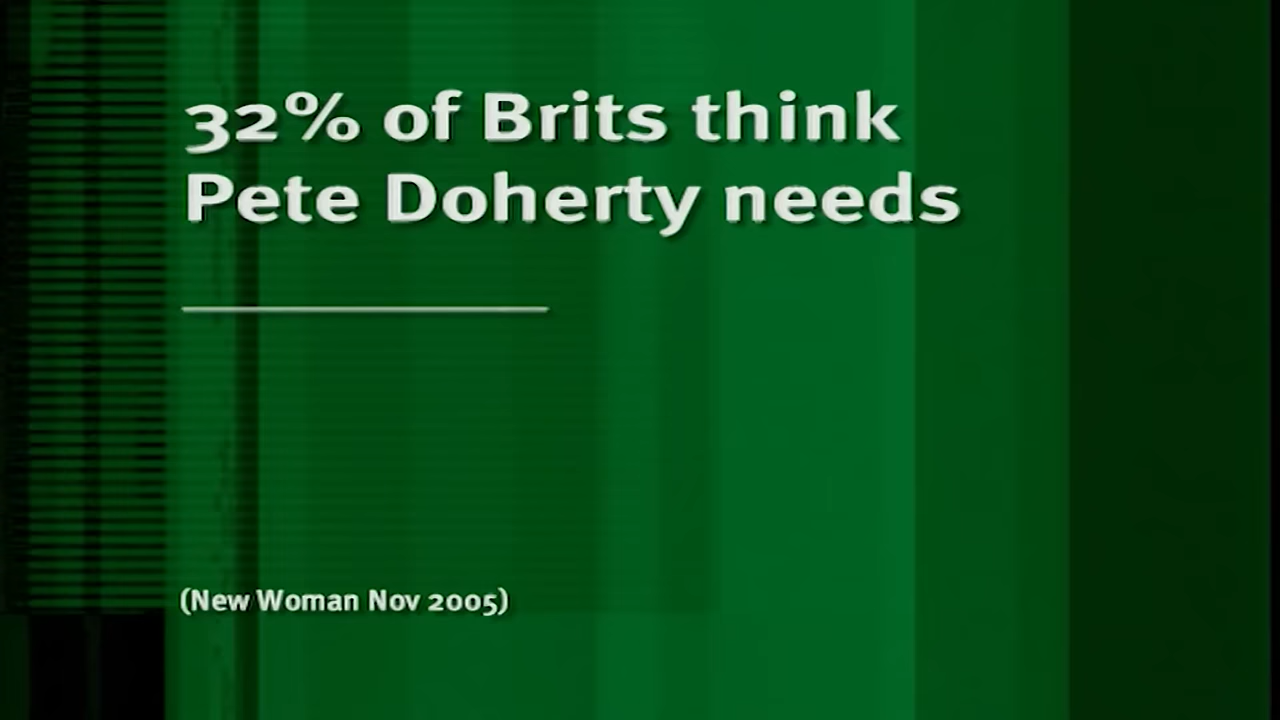 32% of Brits think
Pete Doherty needs
(New Woman Nov 2005)